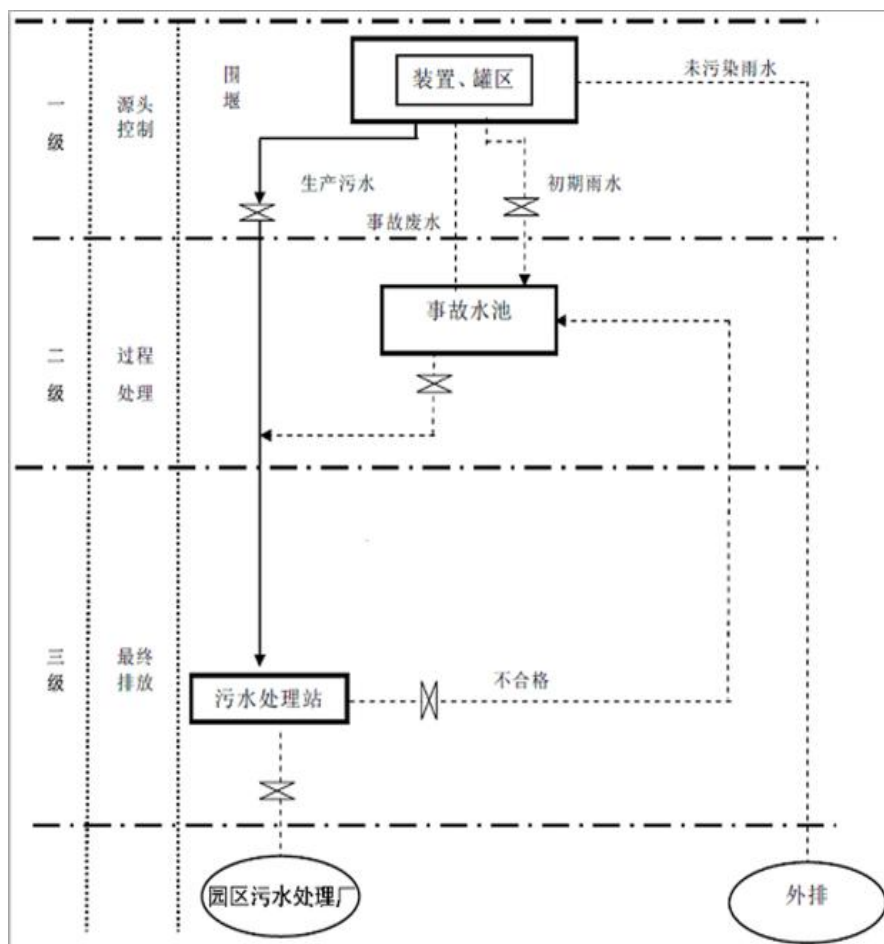 围
堰
装置、罐区
未污染雨水
一
级
源头
控制
生产污水
初期雨水
事故废水
事故水池
二
级
过程
处理
三
级
最终
排放
污水处理站
不合格
园区污水处理厂
外排